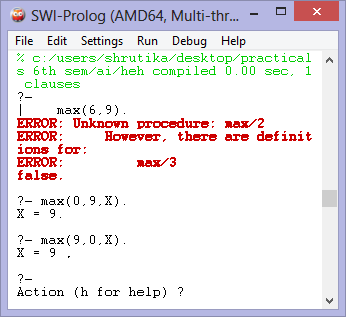 SWI-Prolog (AMD64, Multi-thr...
File Edit Settings Run Debug Help
% c:/users/shrutika/desktop/practical
s 6th sem/ai/heh compiled 0.00 sec, 1
clauses
?-
| max(6,9).
ERROR: Unknown procedure: max/2
ERROR: However, there are definit
ions for:
ERROR: max/3
false.
?- max(0,9,X).
X = 9.
?- max(9,0,X).
X = 9 .
?-
Action (h for help) ?